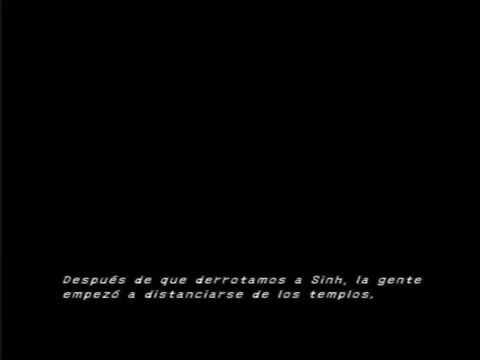 Después de que derrotamos a Sinh, la gente
empezó a distanciarse de los templos.